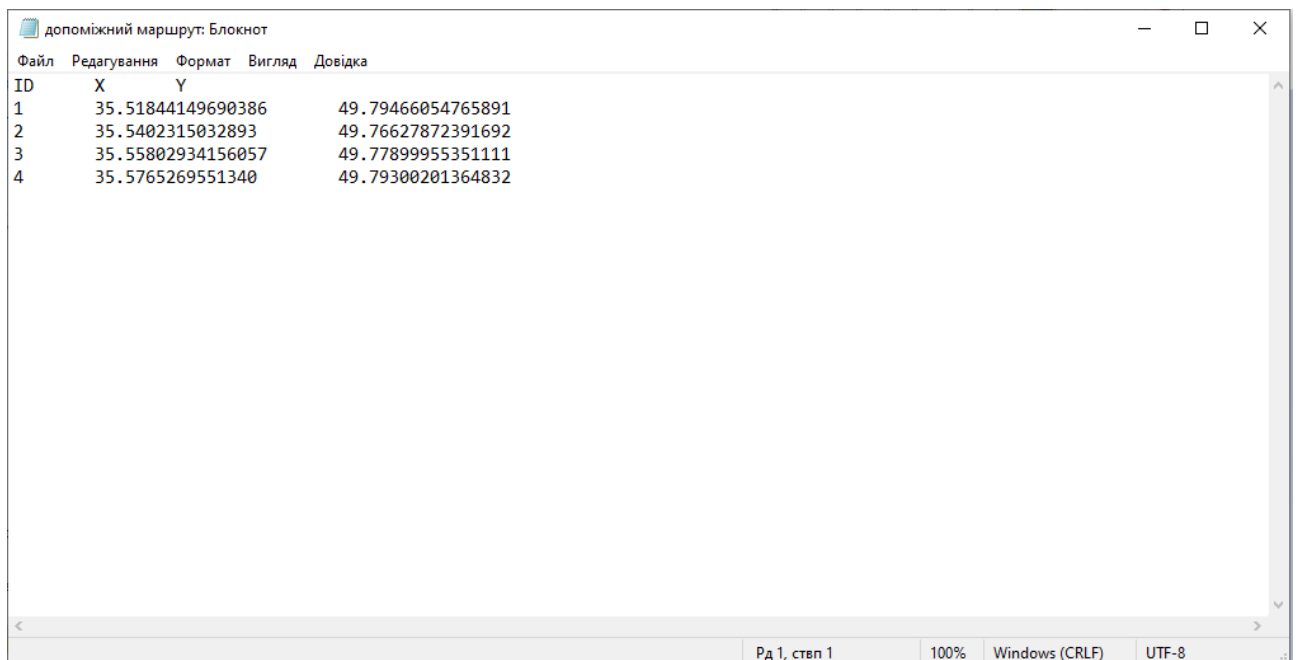 допоміжний маршрут: Блокнот
Файл Редагування Формат Вигляд Довідка
ID X Y
1 35.51844149690386 49.79466054765891
2 35.5402315032893 49.76627872391692
3 35.55802934156057 49.77899955351111
4 35.5765269551340 49.79300201364832
Рд 1, ствп 1 100% Windows (CRLF) UTF-8